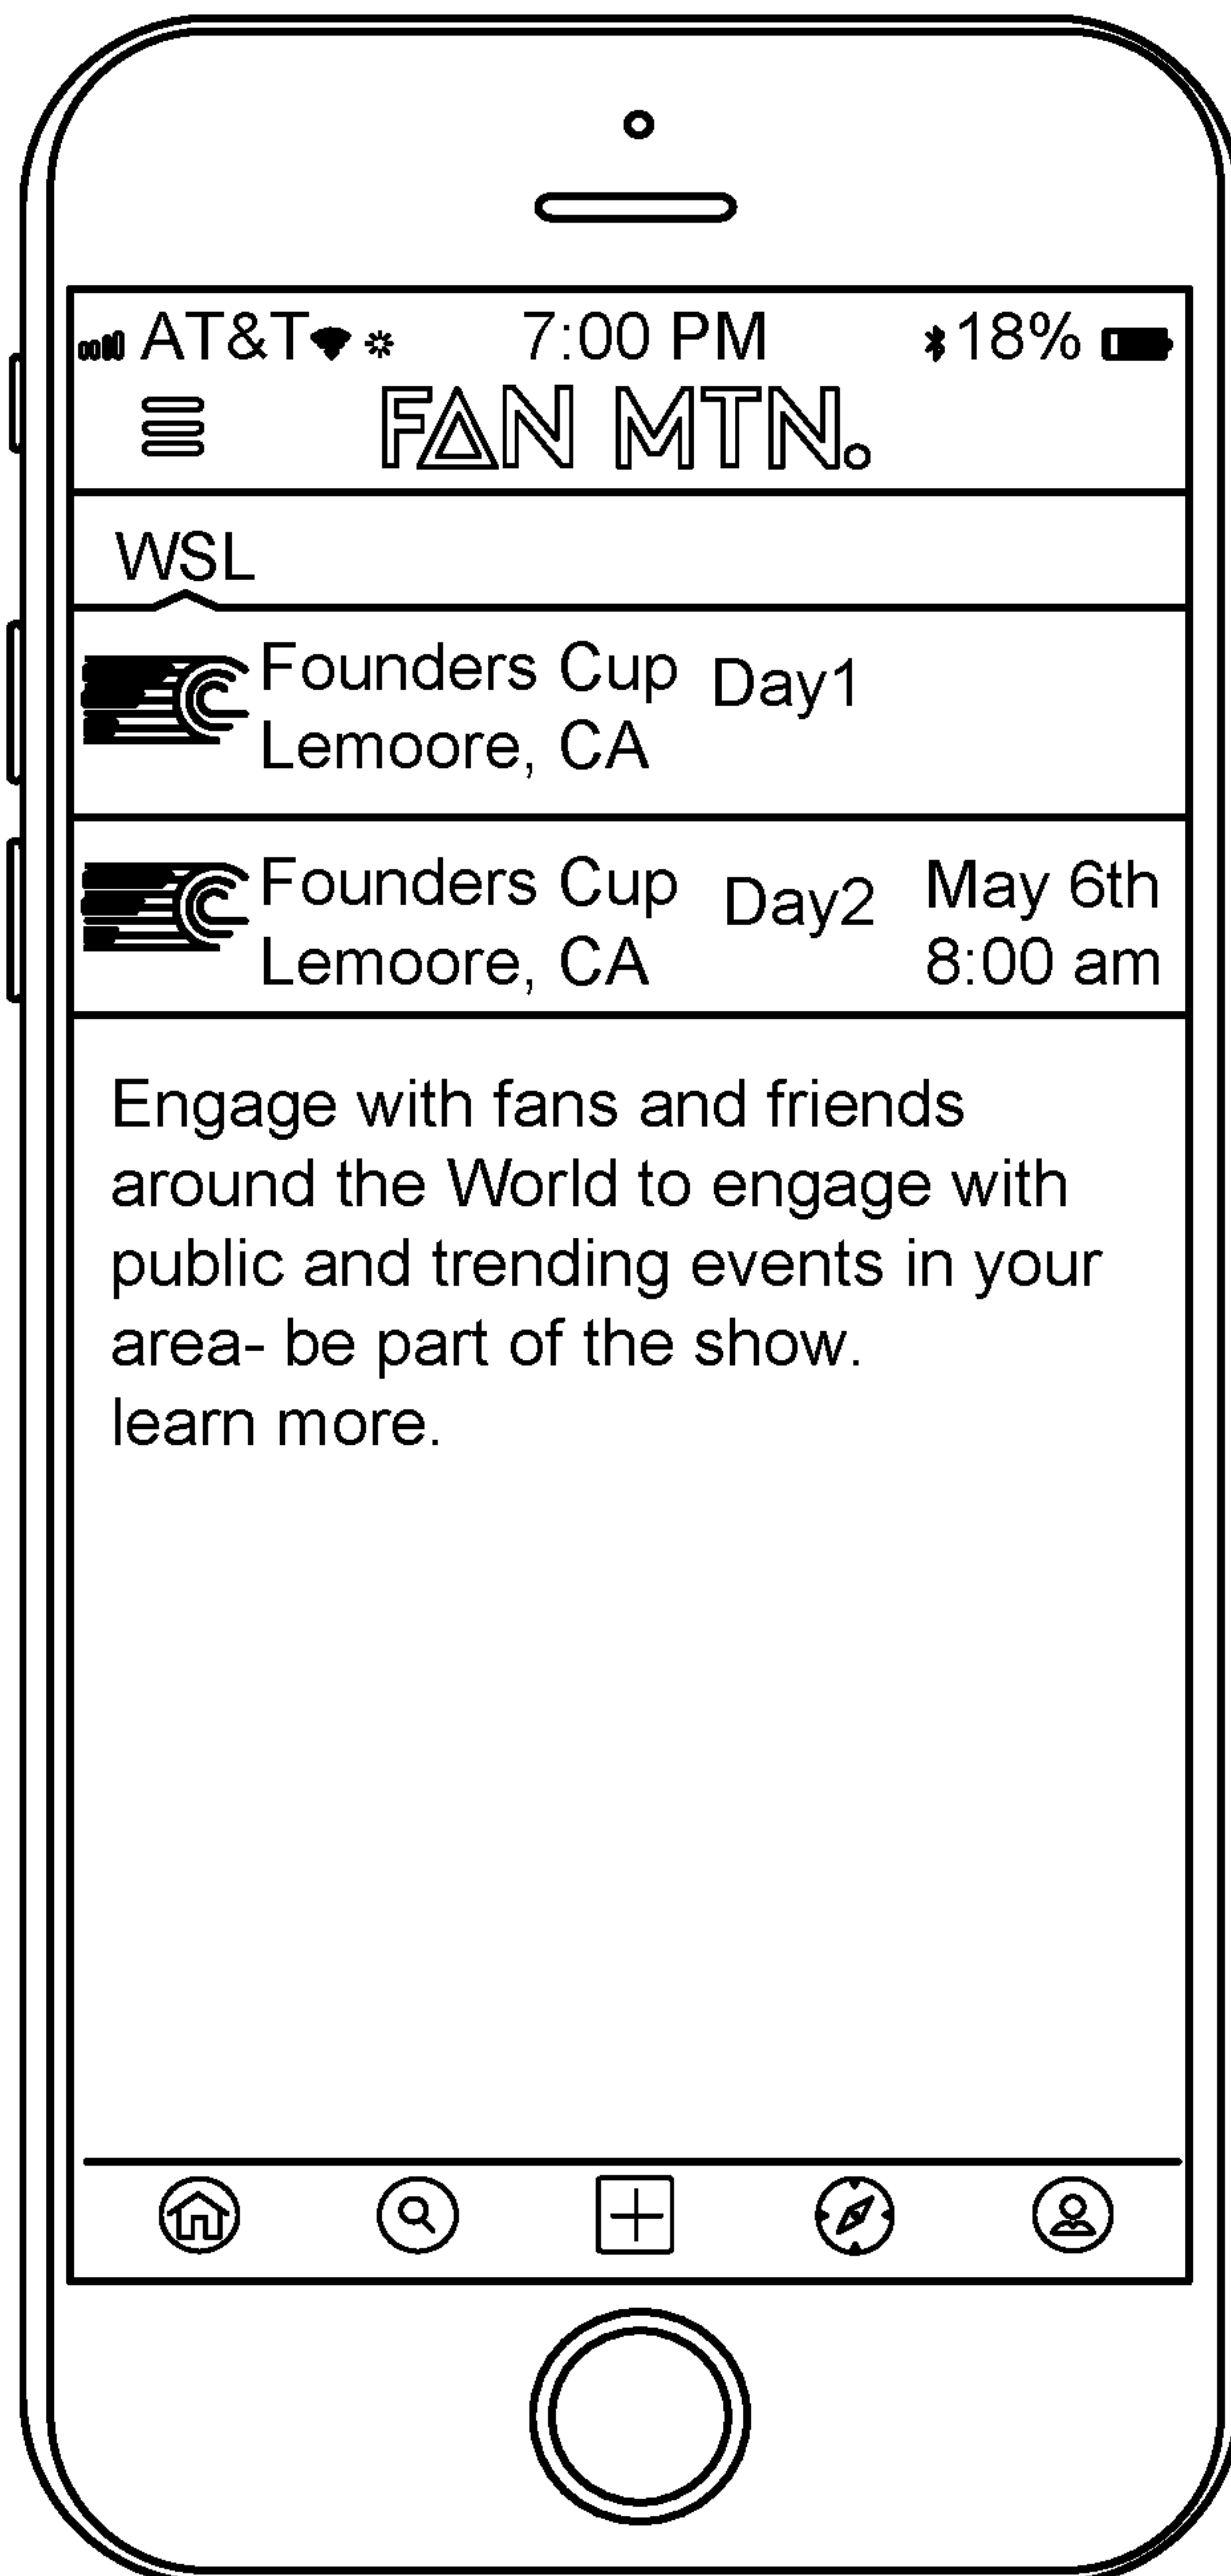 AT&T 7:00 PM 18%
FAN MTN.
WSL
Founders Cup Day1
Lemoore, CA
Founders Cup Day2 May 6th
Lemoore, CA 8:00 am
Engage with fans and friends
around the World to engage with
public and trending events in your
area- be part of the show.
learn more.